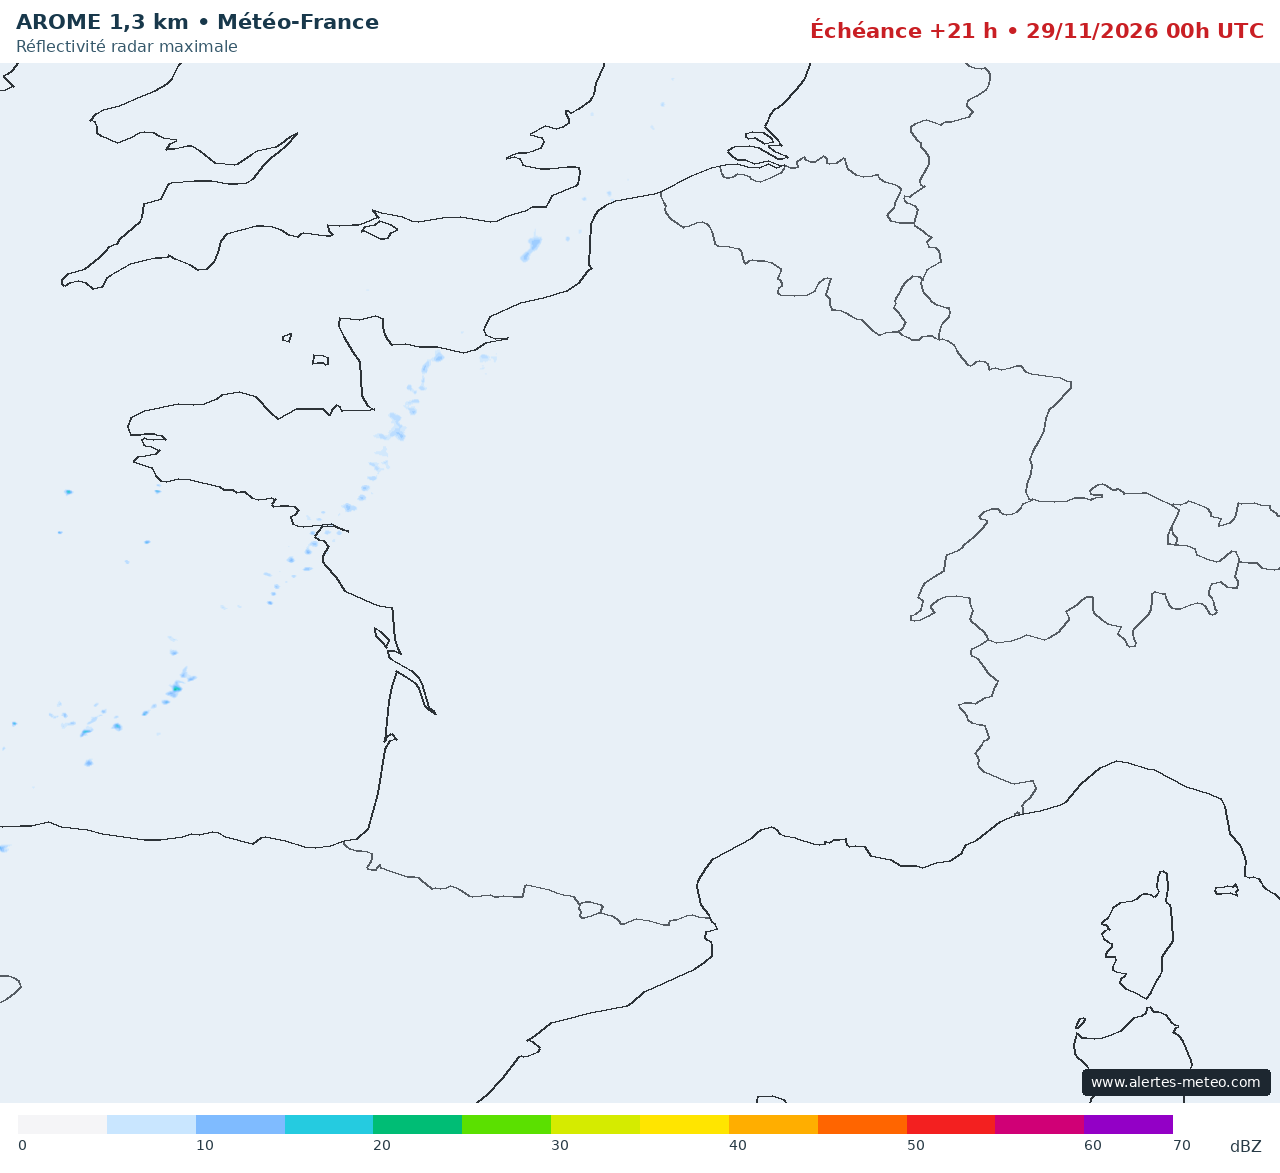 AROME 1,3 km • Météo-France
Réflectivité radar maximale
Échéance +21 h • 29/11/2026 00h UTC
www.alertes-meteo.com
0 10 20 30 40 50 60 70 dBZ